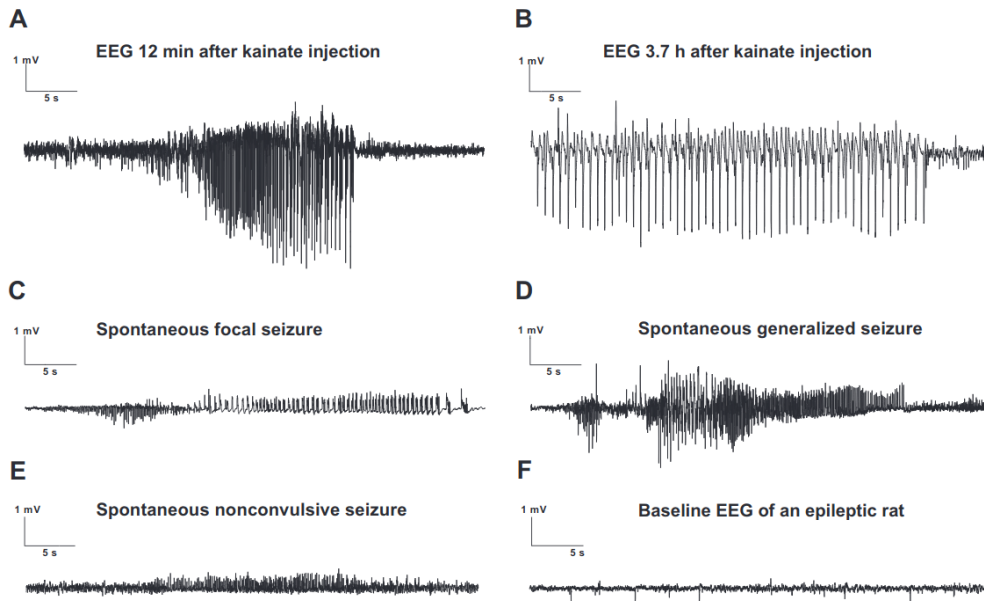 A
EEG 12 min after kainate injection
1 mV
5 s
B
EEG 3.7 h after kainate injection
1 mV
5 s
C
Spontaneous focal seizure
1 mV
5 s
D
Spontaneous generalized seizure
1 mV
5 s
E
Spontaneous nonconvulsive seizure
1 mV
5 s
F
Baseline EEG of an epileptic rat
1 mV
5 s